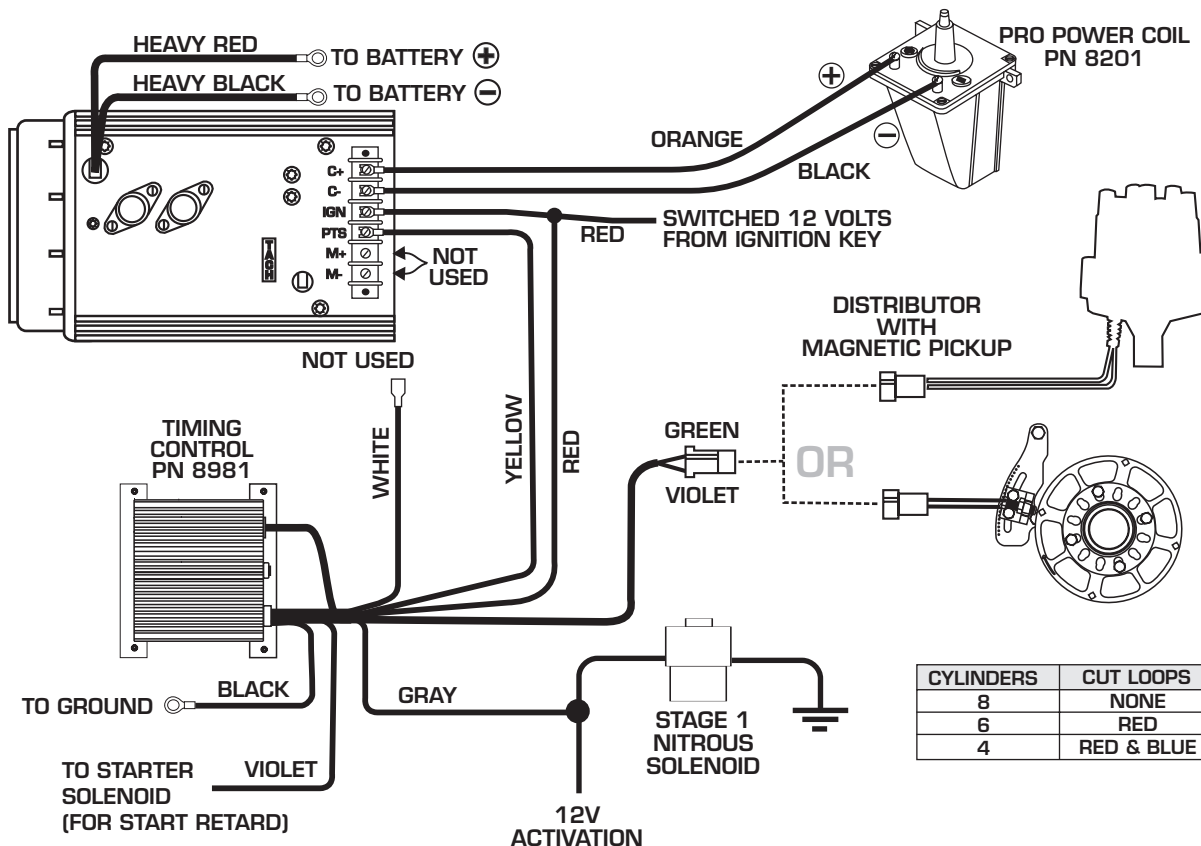 HEAVY RED
TO BATTERY +
HEAVY BLACK
TO BATTERY −
PRO POWER COIL
PN 8201
+
ORANGE
−
BLACK
C+
C-
IGN
PTS
M+
M-
TACH
RED
SWITCHED 12 VOLTS
FROM IGNITION KEY
NOT
USED
DISTRIBUTOR
WITH
MAGNETIC PICKUP
NOT USED
WHITE
YELLOW
RED
TIMING
CONTROL
PN 8981
GREEN
VIOLET
OR
TO GROUND
BLACK
GRAY
STAGE 1
NITROUS
SOLENOID
TO STARTER
SOLENOID
(FOR START RETARD)
VIOLET
12V
ACTIVATION
CYLINDERS CUT LOOPS
8 NONE
6 RED
4 RED & BLUE